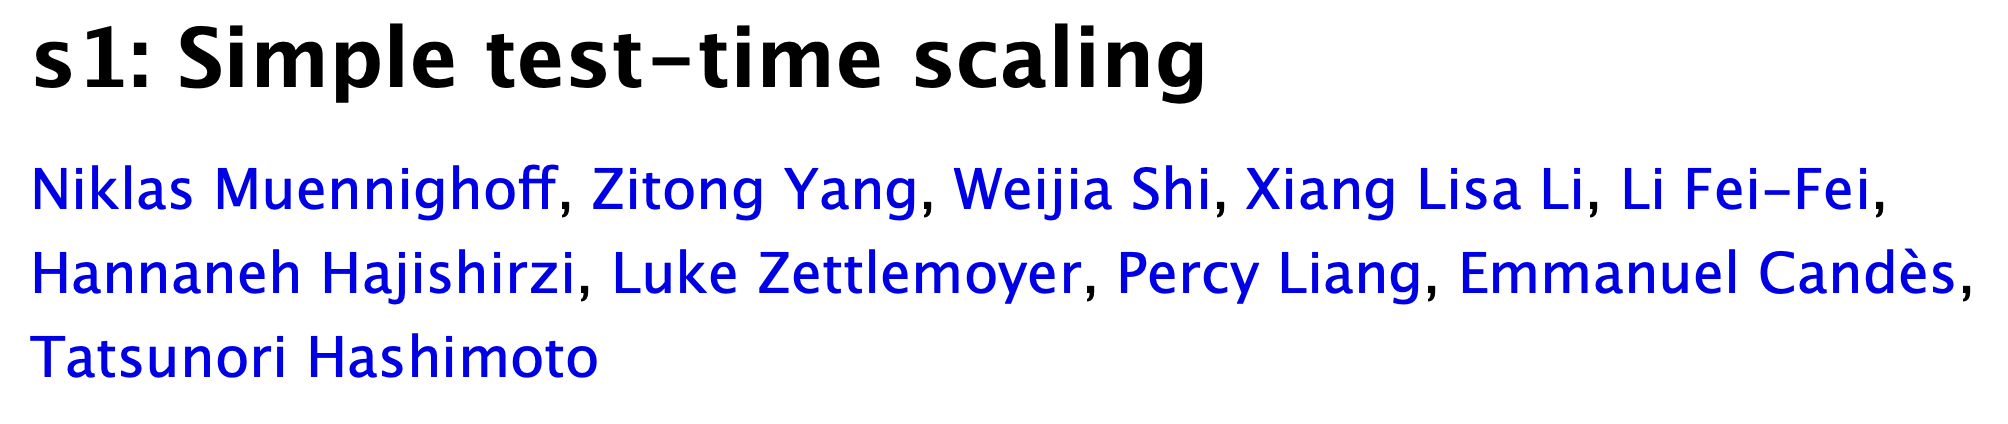 s1: Simple test-time scaling
Niklas Muennighoff, Zitong Yang, Weijia Shi, Xiang Lisa Li, Li Fei-Fei,
Hannaneh Hajishirzi, Luke Zettlemoyer, Percy Liang, Emmanuel Candès,
Tatsunori Hashimoto